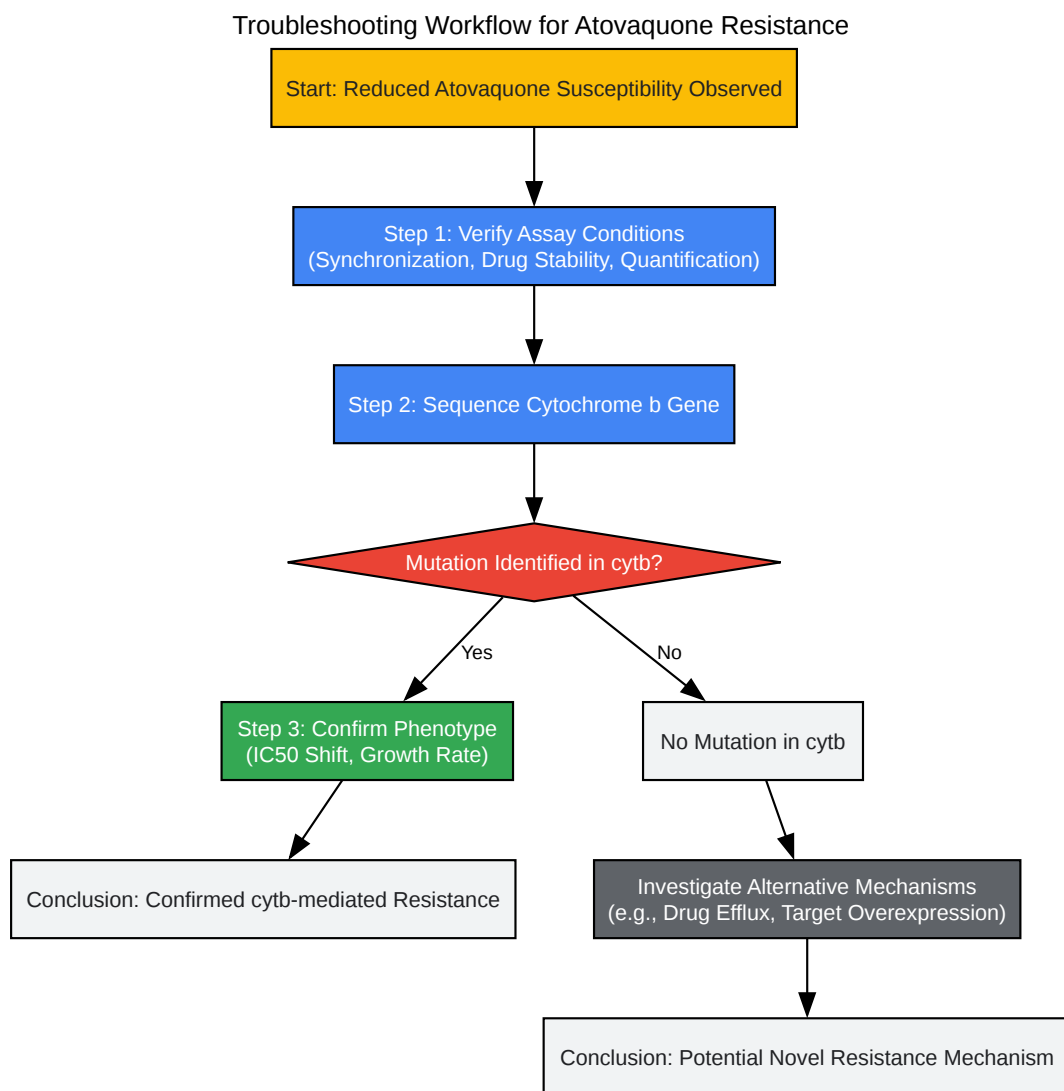 Troubleshooting Workflow for Atovaquone Resistance
Start: Reduced Atovaquone Susceptibility Observed
Step 1: Verify Assay Conditions
(Synchronization, Drug Stability, Quantification)
Step 2: Sequence Cytochrome b Gene
Mutation Identified in cytb?
Yes
No
Step 3: Confirm Phenotype
(IC50 Shift, Growth Rate)
No Mutation in cytb
Conclusion: Confirmed cytb-mediated Resistance
Investigate Alternative Mechanisms
(e.g., Drug Efflux, Target Overexpression)
Conclusion: Potential Novel Resistance Mechanism